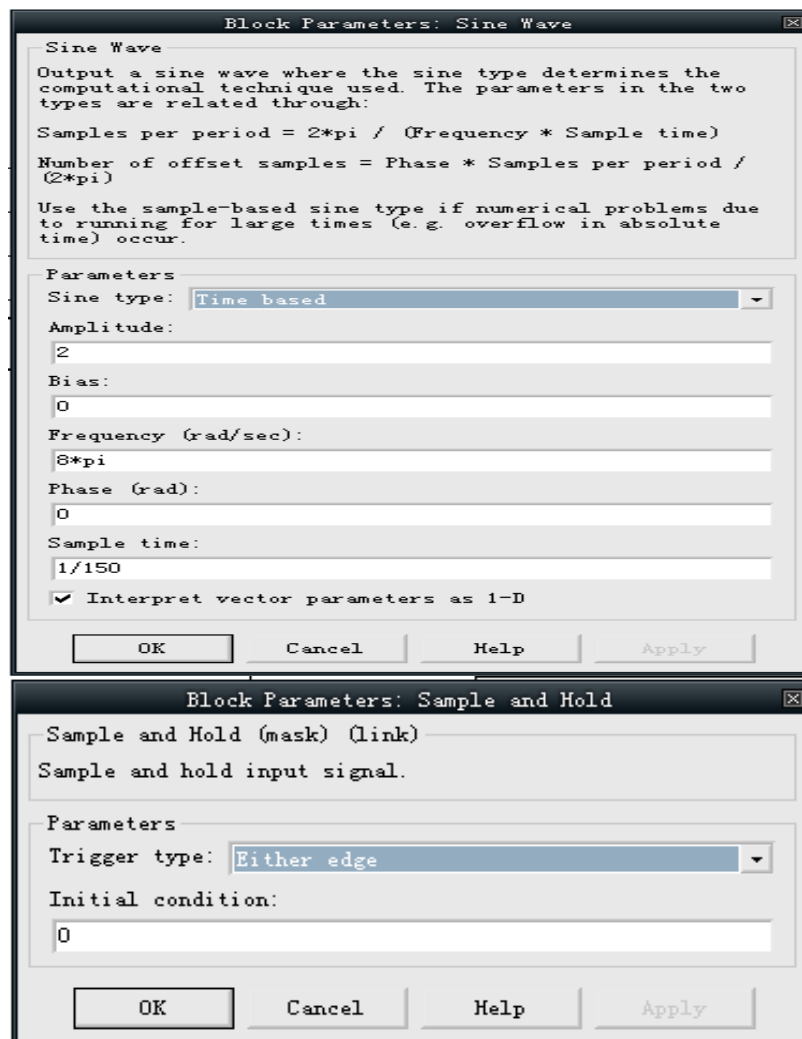 Block Parameters: Sine Wave
Sine Wave
Output a sine wave where the sine type determines the
computational technique used. The parameters in the two
types are related through:
Samples per period = 2*pi / (Frequency * Sample time)
Number of offset samples = Phase * Samples per period /
(2*pi)
Use the sample-based sine type if numerical problems due
to running for large times (e.g. overflow in absolute
time) occur.
Parameters
Sine type: Time based
Amplitude:
2
Bias:
0
Frequency (rad/sec):
8*pi
Phase (rad):
0
Sample time:
1/150
Interpret vector parameters as 1-D
OK Cancel Help Apply
Block Parameters: Sample and Hold
Sample and Hold (mask) (link)
Sample and hold input signal.
Parameters
Trigger type: Either edge
Initial condition:
0
OK Cancel Help Apply